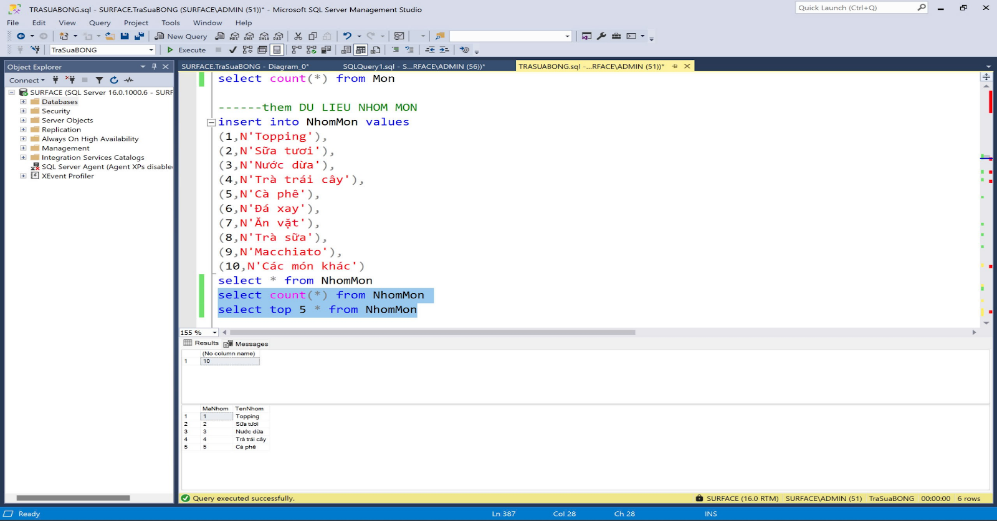 TRASUABONG.sql - SURFACE.TraSuaBONG (SURFACE\ADMIN (51))* - Microsoft SQL Server Management Studio
Quick Launch (Ctrl+Q)
File Edit View Query Project Tools Window Help
New Query
TraSuaBONG Execute
Object Explorer
SURFACE.TraSuaBONG - Diagram_0* SQLQuery1.sql - S...RFACE\ADMIN (56))* TRASUABONG.sql -...RFACE\ADMIN (51))*
Connect
SURFACE (SQL Server 16.0.1000.6 - SURF
Databases
Security
Server Objects
Replication
Always On High Availability
Management
Integration Services Catalogs
SQL Server Agent (Agent XPs disable
XEvent Profiler
select count(*) from Mon
------them DU LIEU NHOM MON
insert into NhomMon values
(1,N'Topping'),
(2,N'Sữa tươi'),
(3,N'Nước dừa'),
(4,N'Trà trái cây'),
(5,N'Cà phê'),
(6,N'Đá xay'),
(7,N'Ăn vặt'),
(8,N'Trà sữa'),
(9,N'Macchiato'),
(10,N'Các món khác')
select * from NhomMon
select count(*) from NhomMon
select top 5 * from NhomMon
155 %
Results Messages
(No column name)
1 10
MaNhom TenNhom
1 1 Topping
2 2 Sữa tươi
3 3 Nước dừa
4 4 Trà trái cây
5 5 Cà phê
Query executed successfully. SURFACE (16.0 RTM) SURFACE\ADMIN (51) TraSuaBONG 00:00:00 6 rows
Ready Ln 387 Col 28 Ch 28 INS